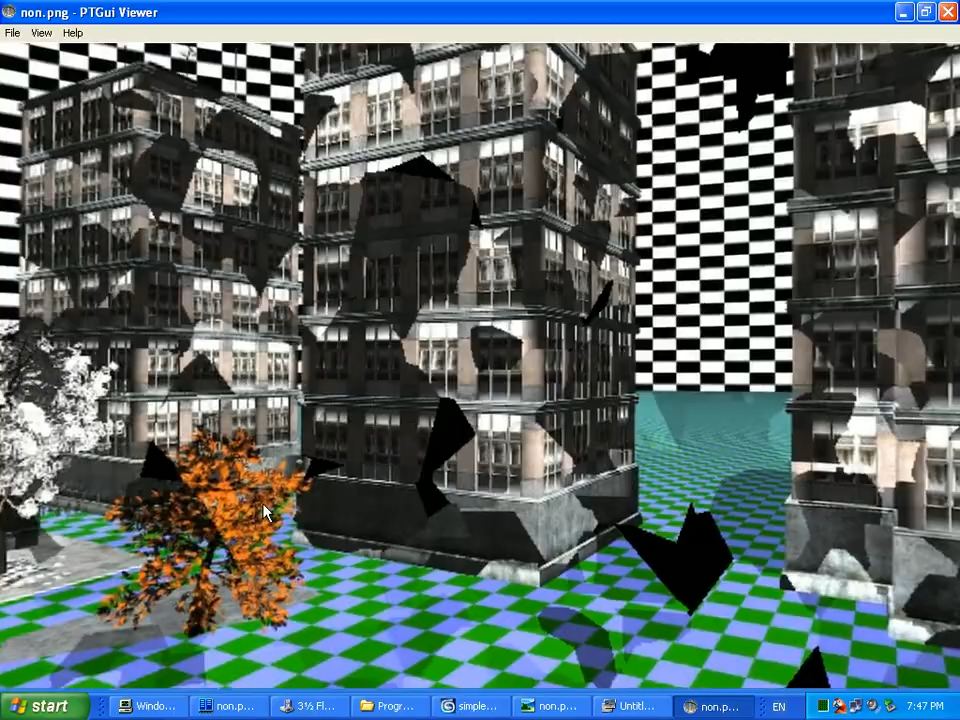 non.png - PTGui Viewer
File View Help
start
Windo...
non.p...
3½ Fl...
Progr...
simple...
non.p...
Untitl...
non.p...
EN
7:47 PM